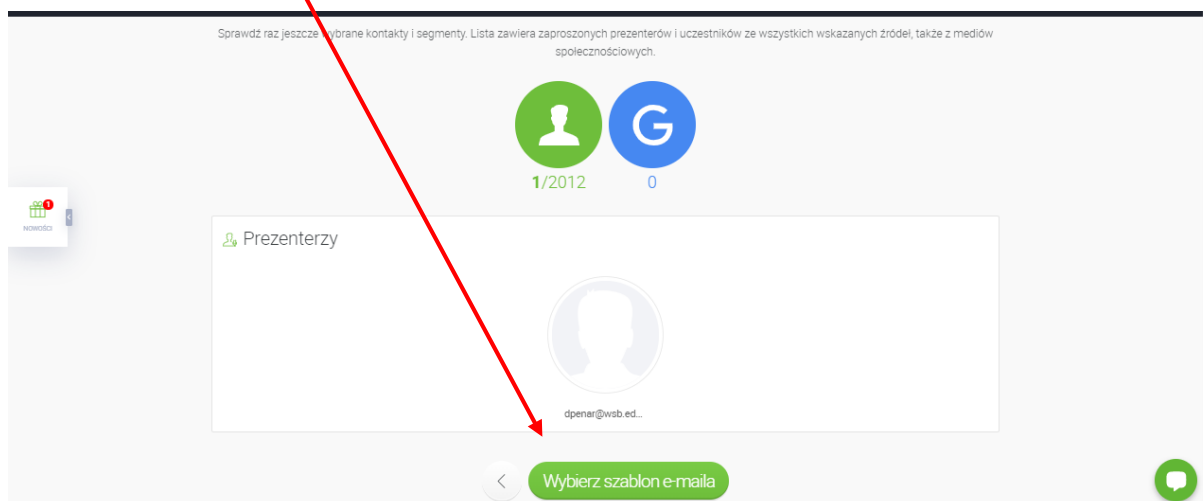 Sprawdź raz jeszcze wybrane kontakty i segmenty. Lista zawiera zaproszonych prezenterów i uczestników ze wszystkich wskazanych źródeł, także z mediów
społecznościowych.
G
1/2012
0
1
NOWOŚCI
Prezenterzy
dpenar@wsb.ed...
Wybierz szablon e-maila